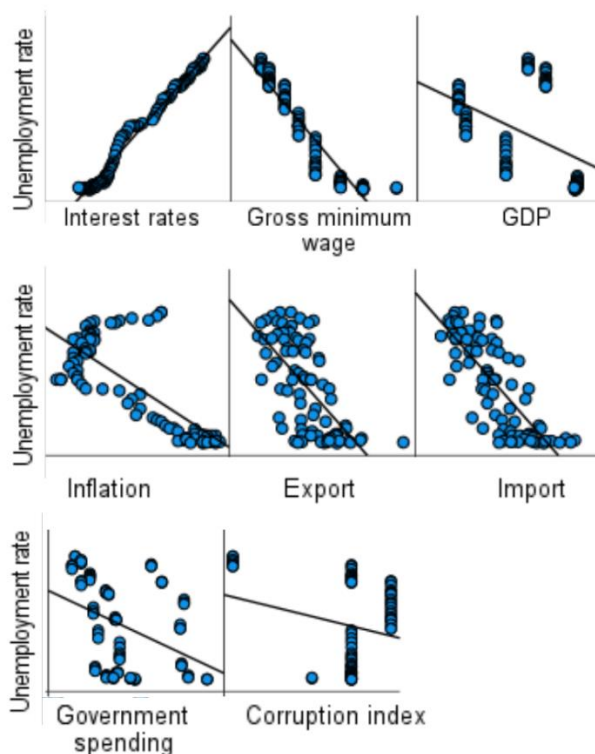 Unemployment rate
Interest rates
Gross minimum
wage
GDP
Unemployment rate
Inflation
Export
Import
Unemployment rate
Government
spending
Corruption index